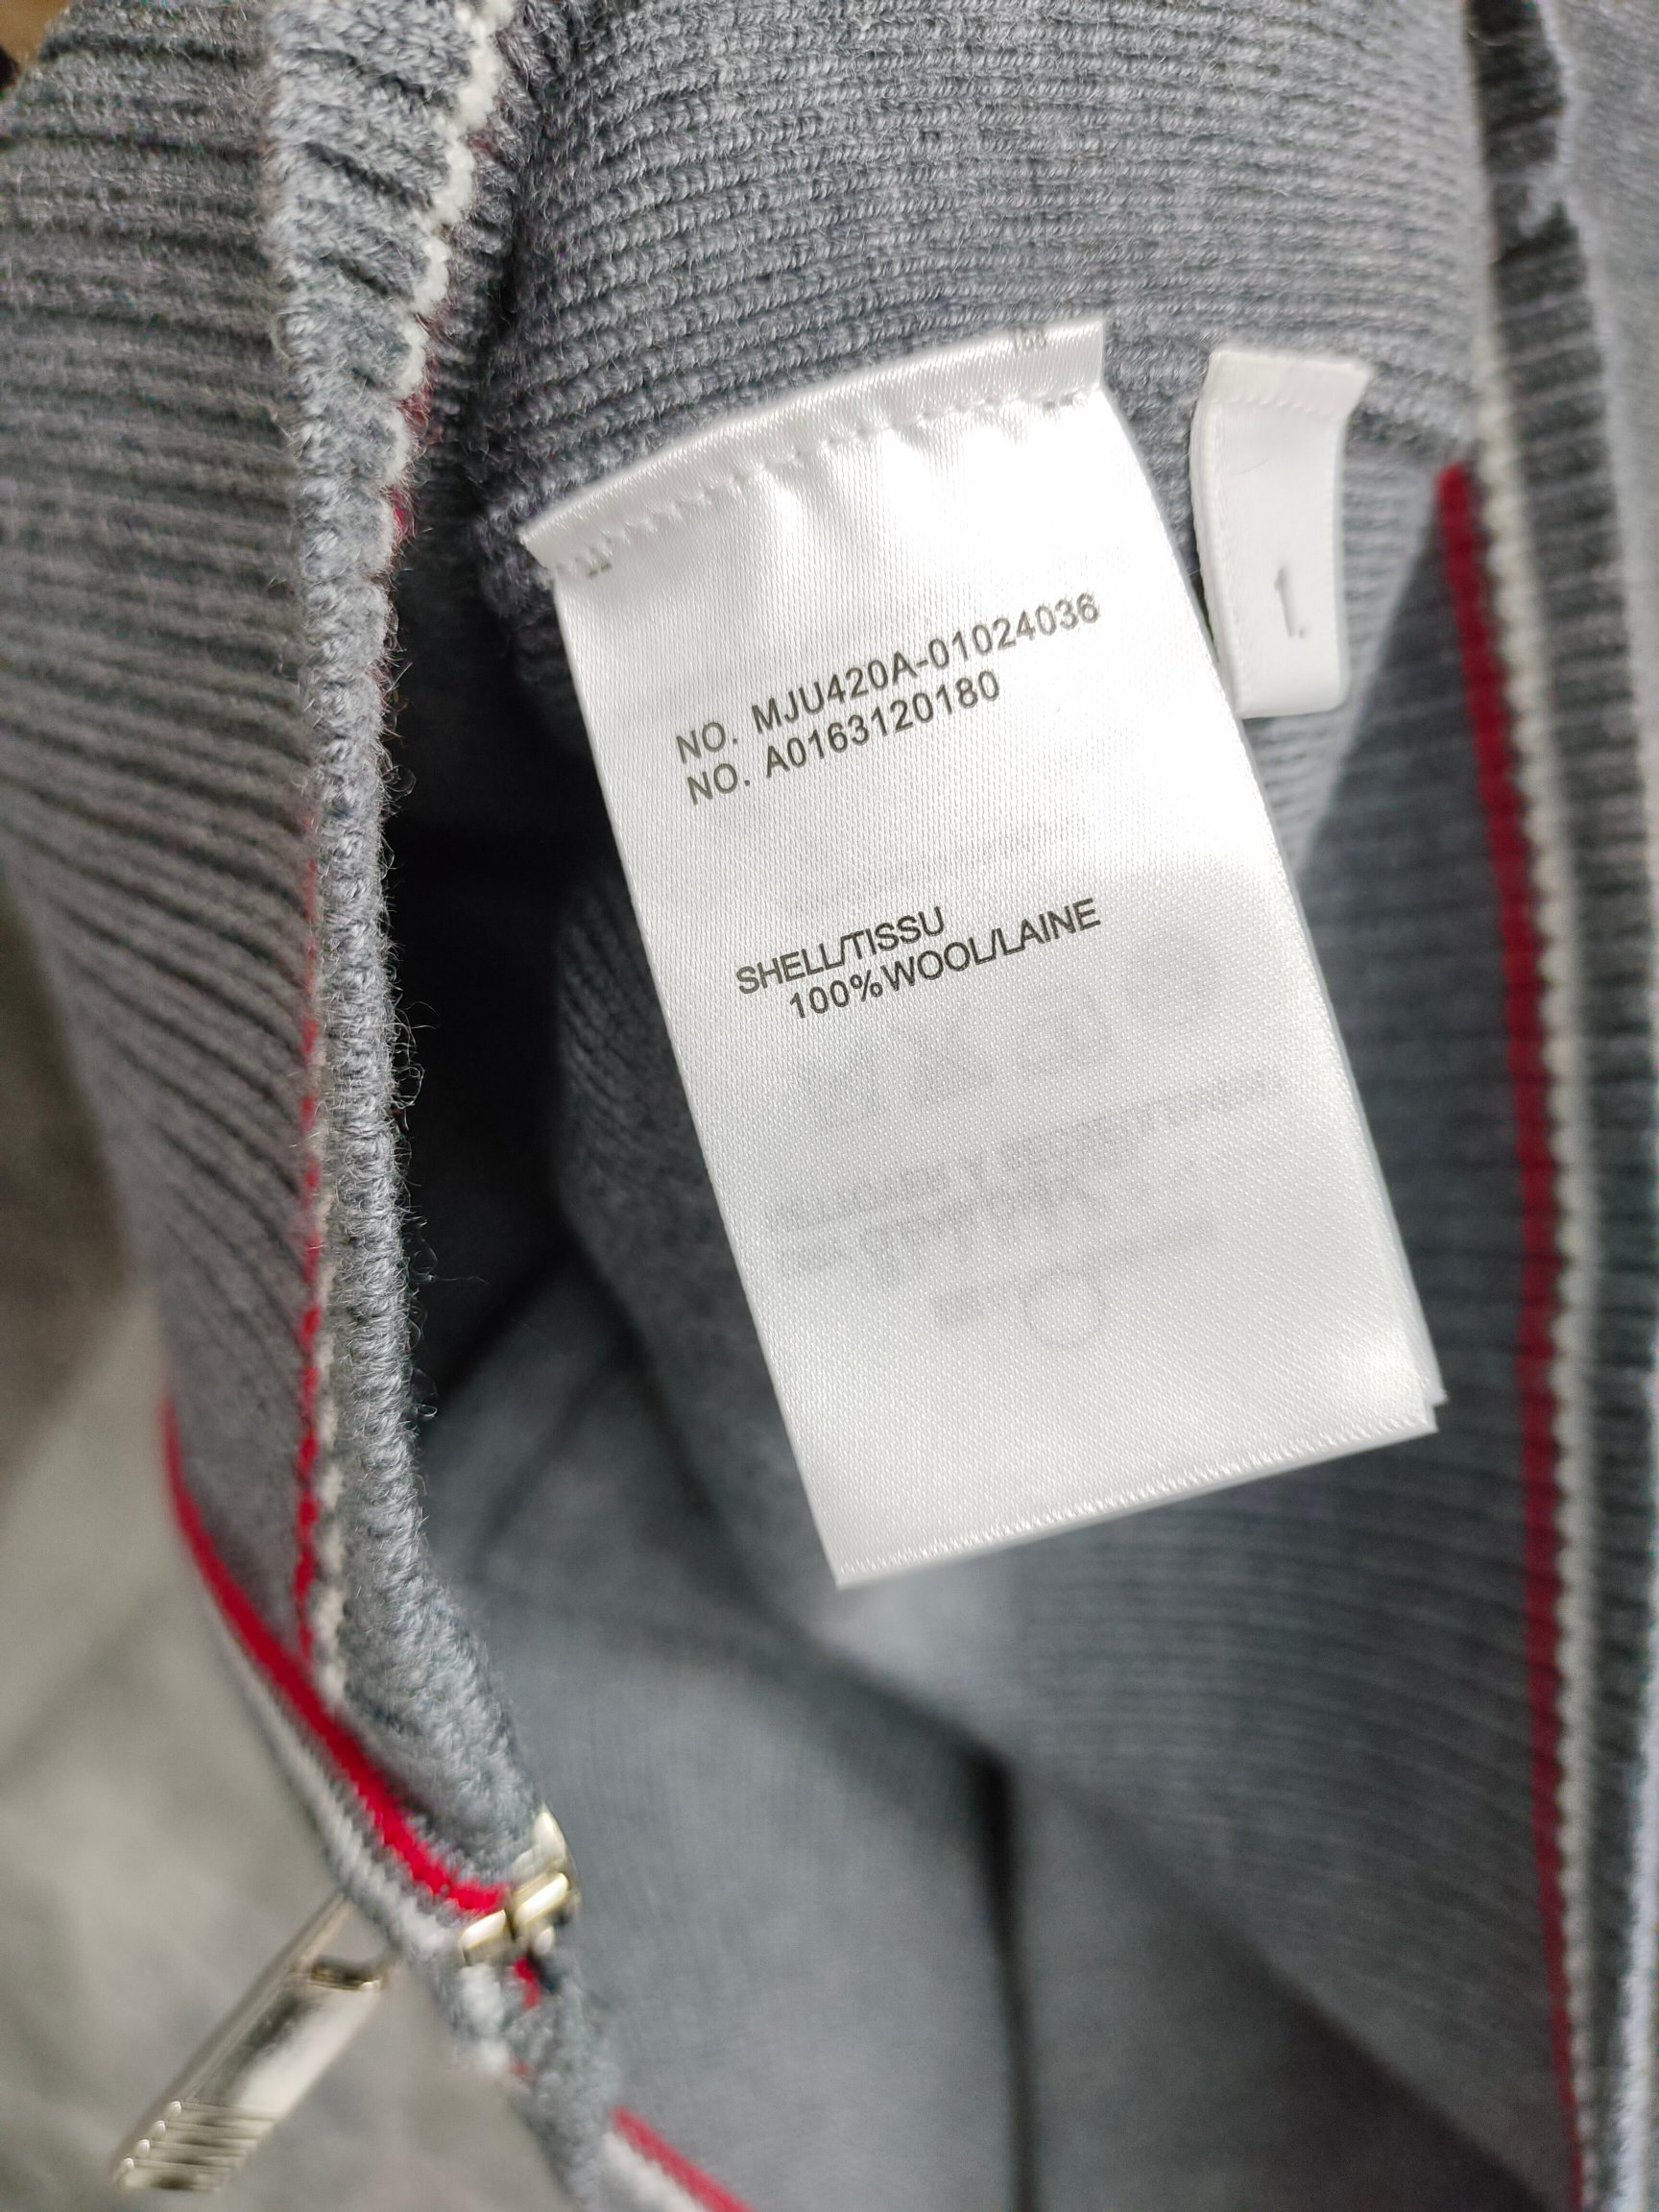 NO. MJU420A-01024036
NO. A0163120180
SHELL/TISSU
100%WOOL/LAINE
1.